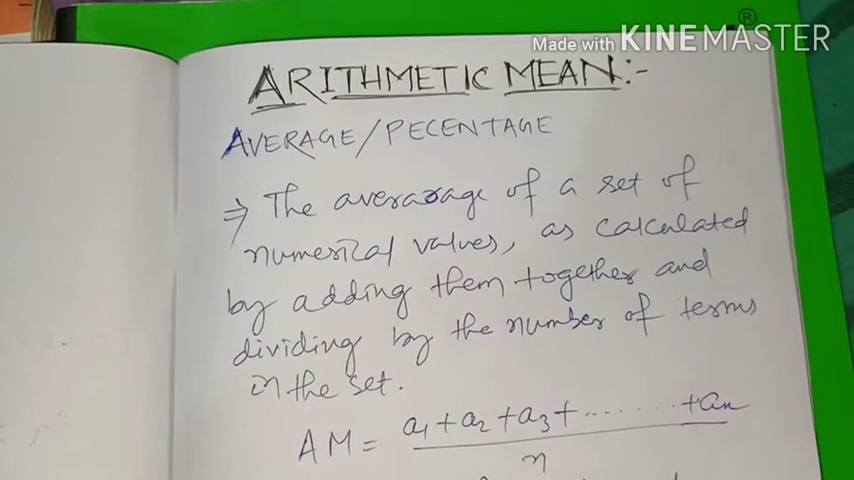 Made with KINEMASTER
®
ARITHMETIC MEAN:-
AVERAGE/PECENTAGE
⇒ The averarage of a set of
numerical values, as calculated
by adding them together and
dividing by the number of terms
in the set.
AM = a1+a2+a3+.......+an
n